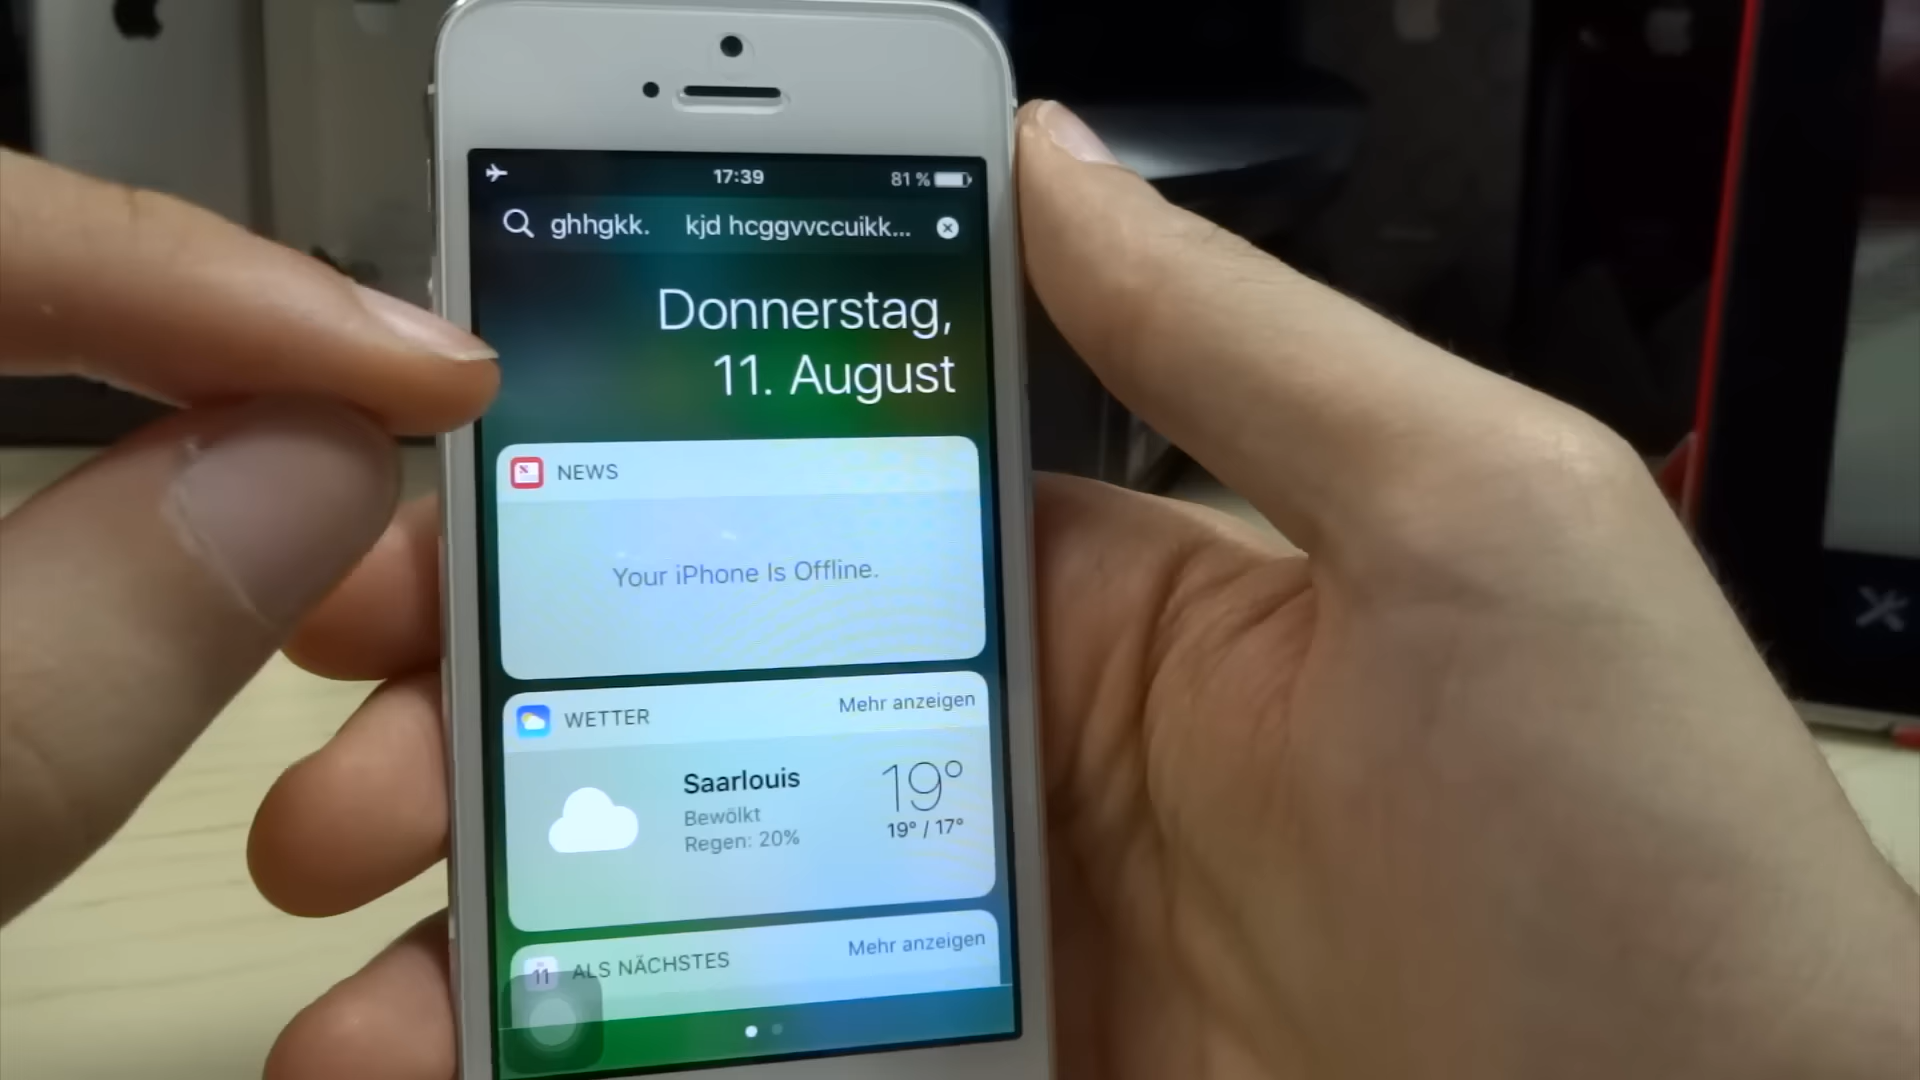 17:39
81 %
ghhgkk. kjd hcggvvccuikk...
Donnerstag,
11. August
NEWS
Your iPhone Is Offline.
WETTER
Mehr anzeigen
Saarlouis
19°
Bewölkt
Regen: 20%
19° / 17°
11
ALS NÄCHSTES
Mehr anzeigen